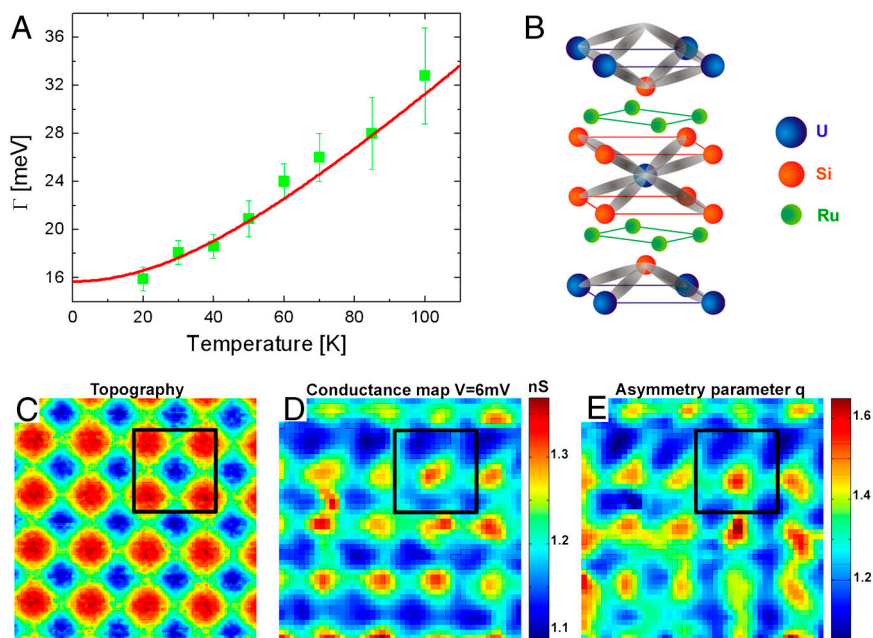 A
Γ [meV]
36
32
28
24
20
16
0 20 40 60 80 100
Temperature [K]
B
U
Si
Ru
C
Topography
D
Conductance map V=6mV
nS
1.3
1.2
1.1
E
Asymmetry parameter q
1.6
1.4
1.2